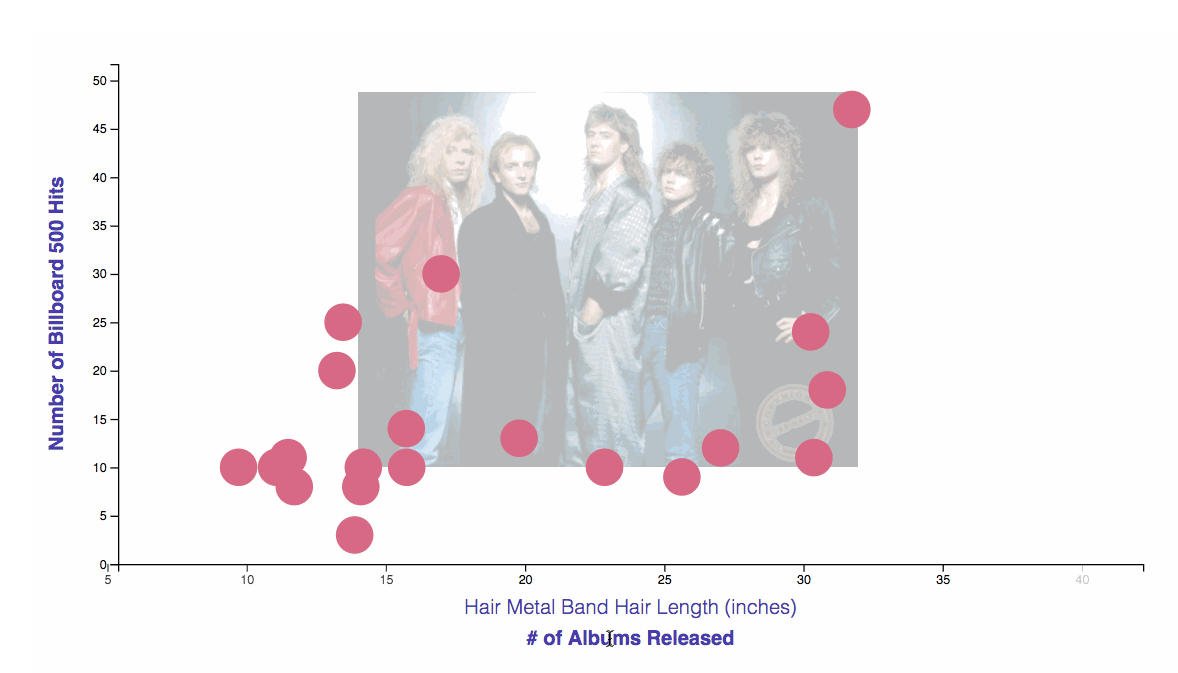 50
45
40
35
30
25
20
15
10
5
0
Number of Billboard 500 Hits
5 10 15 20 25 30 35 40
Hair Metal Band Hair Length (inches)
# of Albums Released